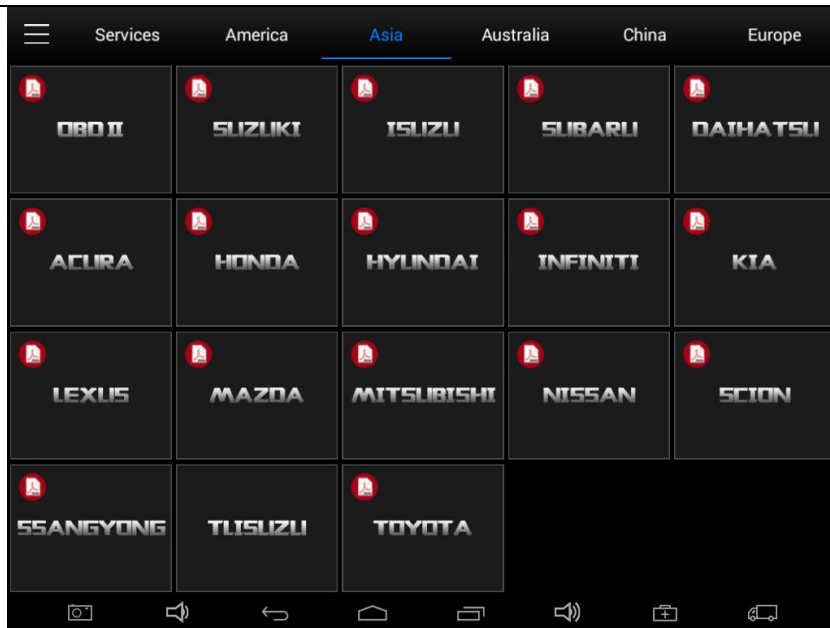 Services America Asia Australia China Europe
OBD II SUZUKI ISUZU SUBARU DAIHATSU
ACURA HONDA HYUNDAI INFINITI KIA
LEXUS MAZDA MITSUBISHI NISSAN SCION
SSANGYONG TLISUZU TOYOTA